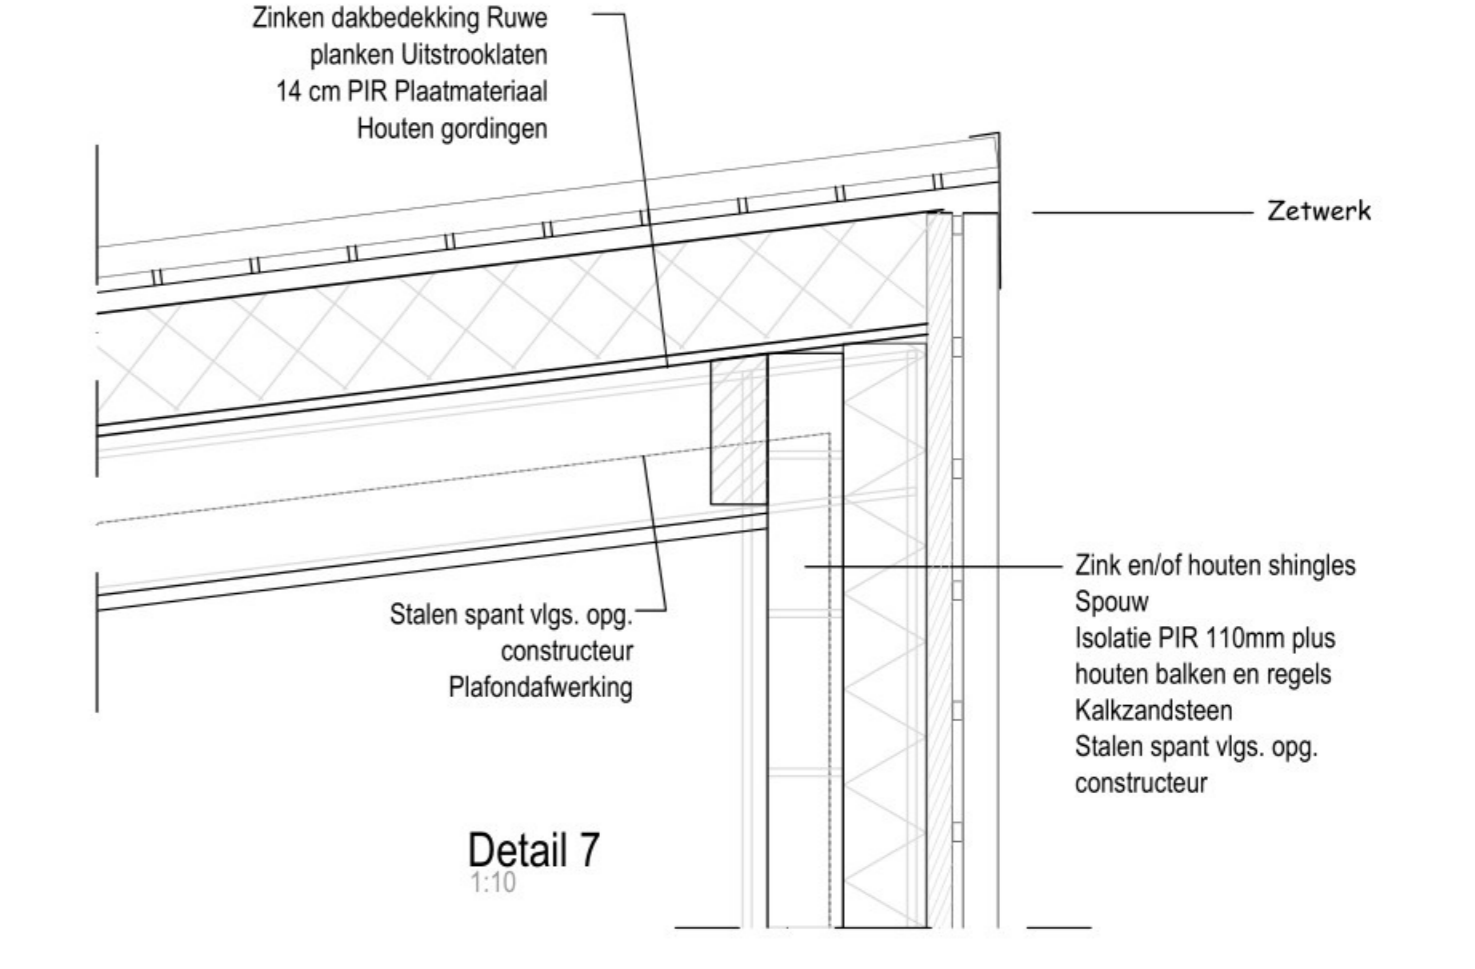 Zinken dakbedekking Ruwe
planken Uitstrooklaten
14 cm PIR Plaatmateriaal
Houten gordingen
Zetwerk
Zink en/of houten shingles
Spouw
Isolatie PIR 110mm plus
houten balken en regels
Kalkzandsteen
Stalen spant vlgs. opg.
constructeur
Stalen spant vlgs. opg.
constructeur
Plafondafwerking
Detail 7
1:10